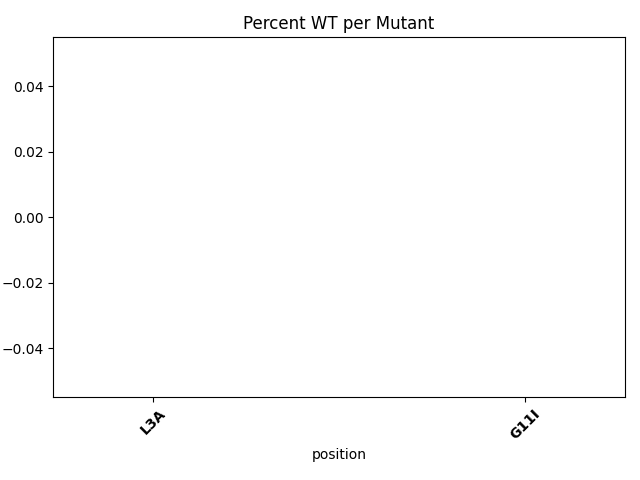 Percent WT per Mutant
0.04
0.02
0.00
−0.02
−0.04
L3A
G11I
position